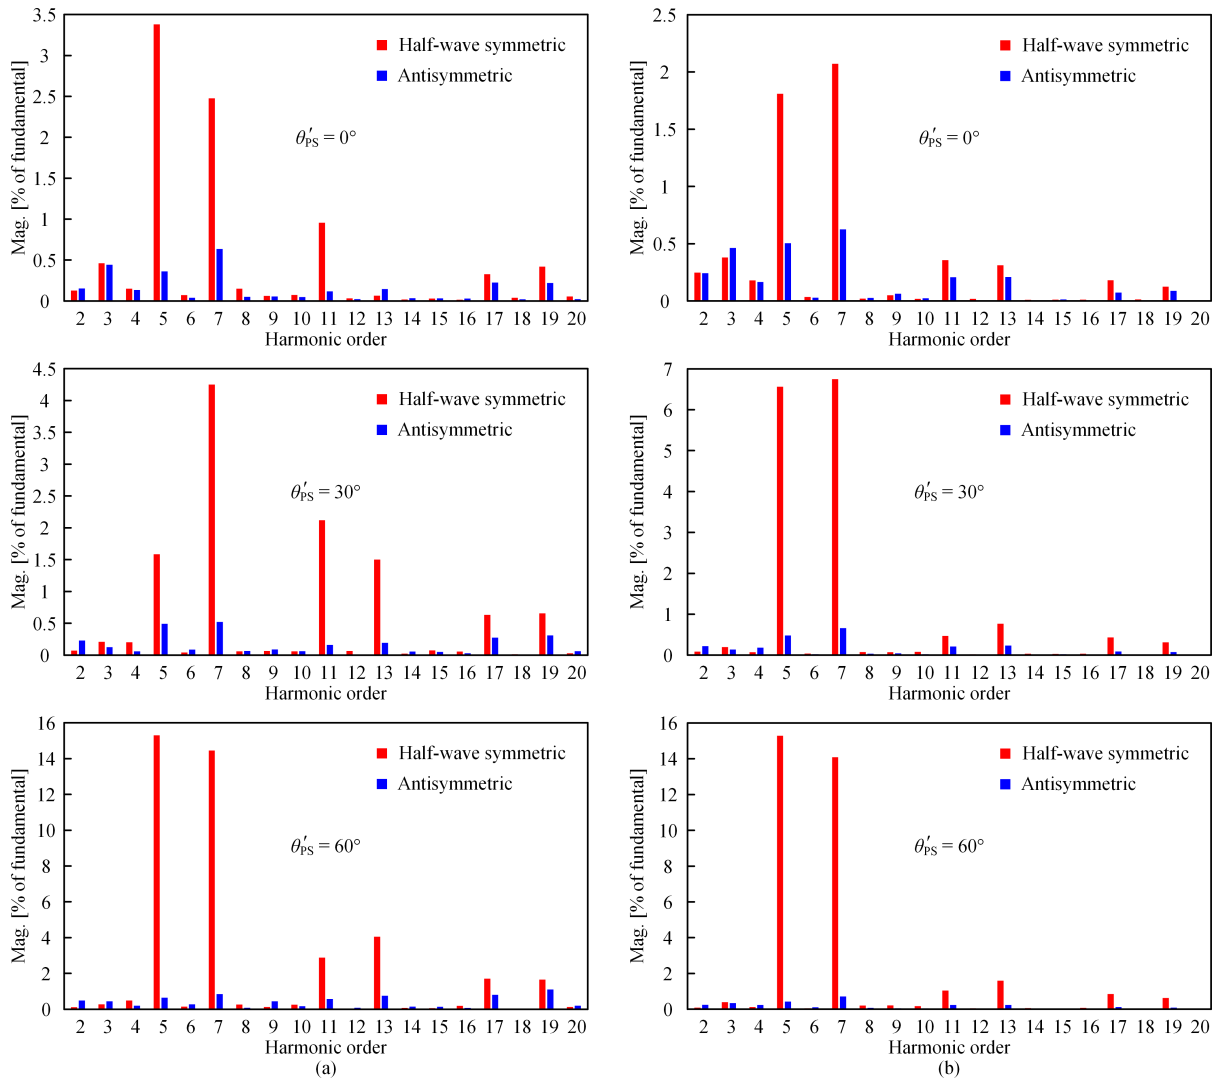 3.5
3
2.5
2
1.5
1
0.5
0
Mag. [% of fundamental]
Half-wave symmetric
Antisymmetric
θ′PS = 0°
2 3 4 5 6 7 8 9 10 11 12 13 14 15 16 17 18 19 20
Harmonic order
2.5
2
1.5
1
0.5
0
Mag. [% of fundamental]
Half-wave symmetric
Antisymmetric
θ′PS = 0°
2 3 4 5 6 7 8 9 10 11 12 13 14 15 16 17 18 19 20
Harmonic order
4.5
4
3.5
3
2.5
2
1.5
1
0.5
0
Mag. [% of fundamental]
Half-wave symmetric
Antisymmetric
θ′PS = 30°
2 3 4 5 6 7 8 9 10 11 12 13 14 15 16 17 18 19 20
Harmonic order
7
6
5
4
3
2
1
0
Mag. [% of fundamental]
Half-wave symmetric
Antisymmetric
θ′PS = 30°
2 3 4 5 6 7 8 9 10 11 12 13 14 15 16 17 18 19 20
Harmonic order
16
14
12
10
8
6
4
2
0
Mag. [% of fundamental]
Half-wave symmetric
Antisymmetric
θ′PS = 60°
2 3 4 5 6 7 8 9 10 11 12 13 14 15 16 17 18 19 20
Harmonic order
(a)
16
14
12
10
8
6
4
2
0
Mag. [% of fundamental]
Half-wave symmetric
Antisymmetric
θ′PS = 60°
2 3 4 5 6 7 8 9 10 11 12 13 14 15 16 17 18 19 20
Harmonic order
(b)